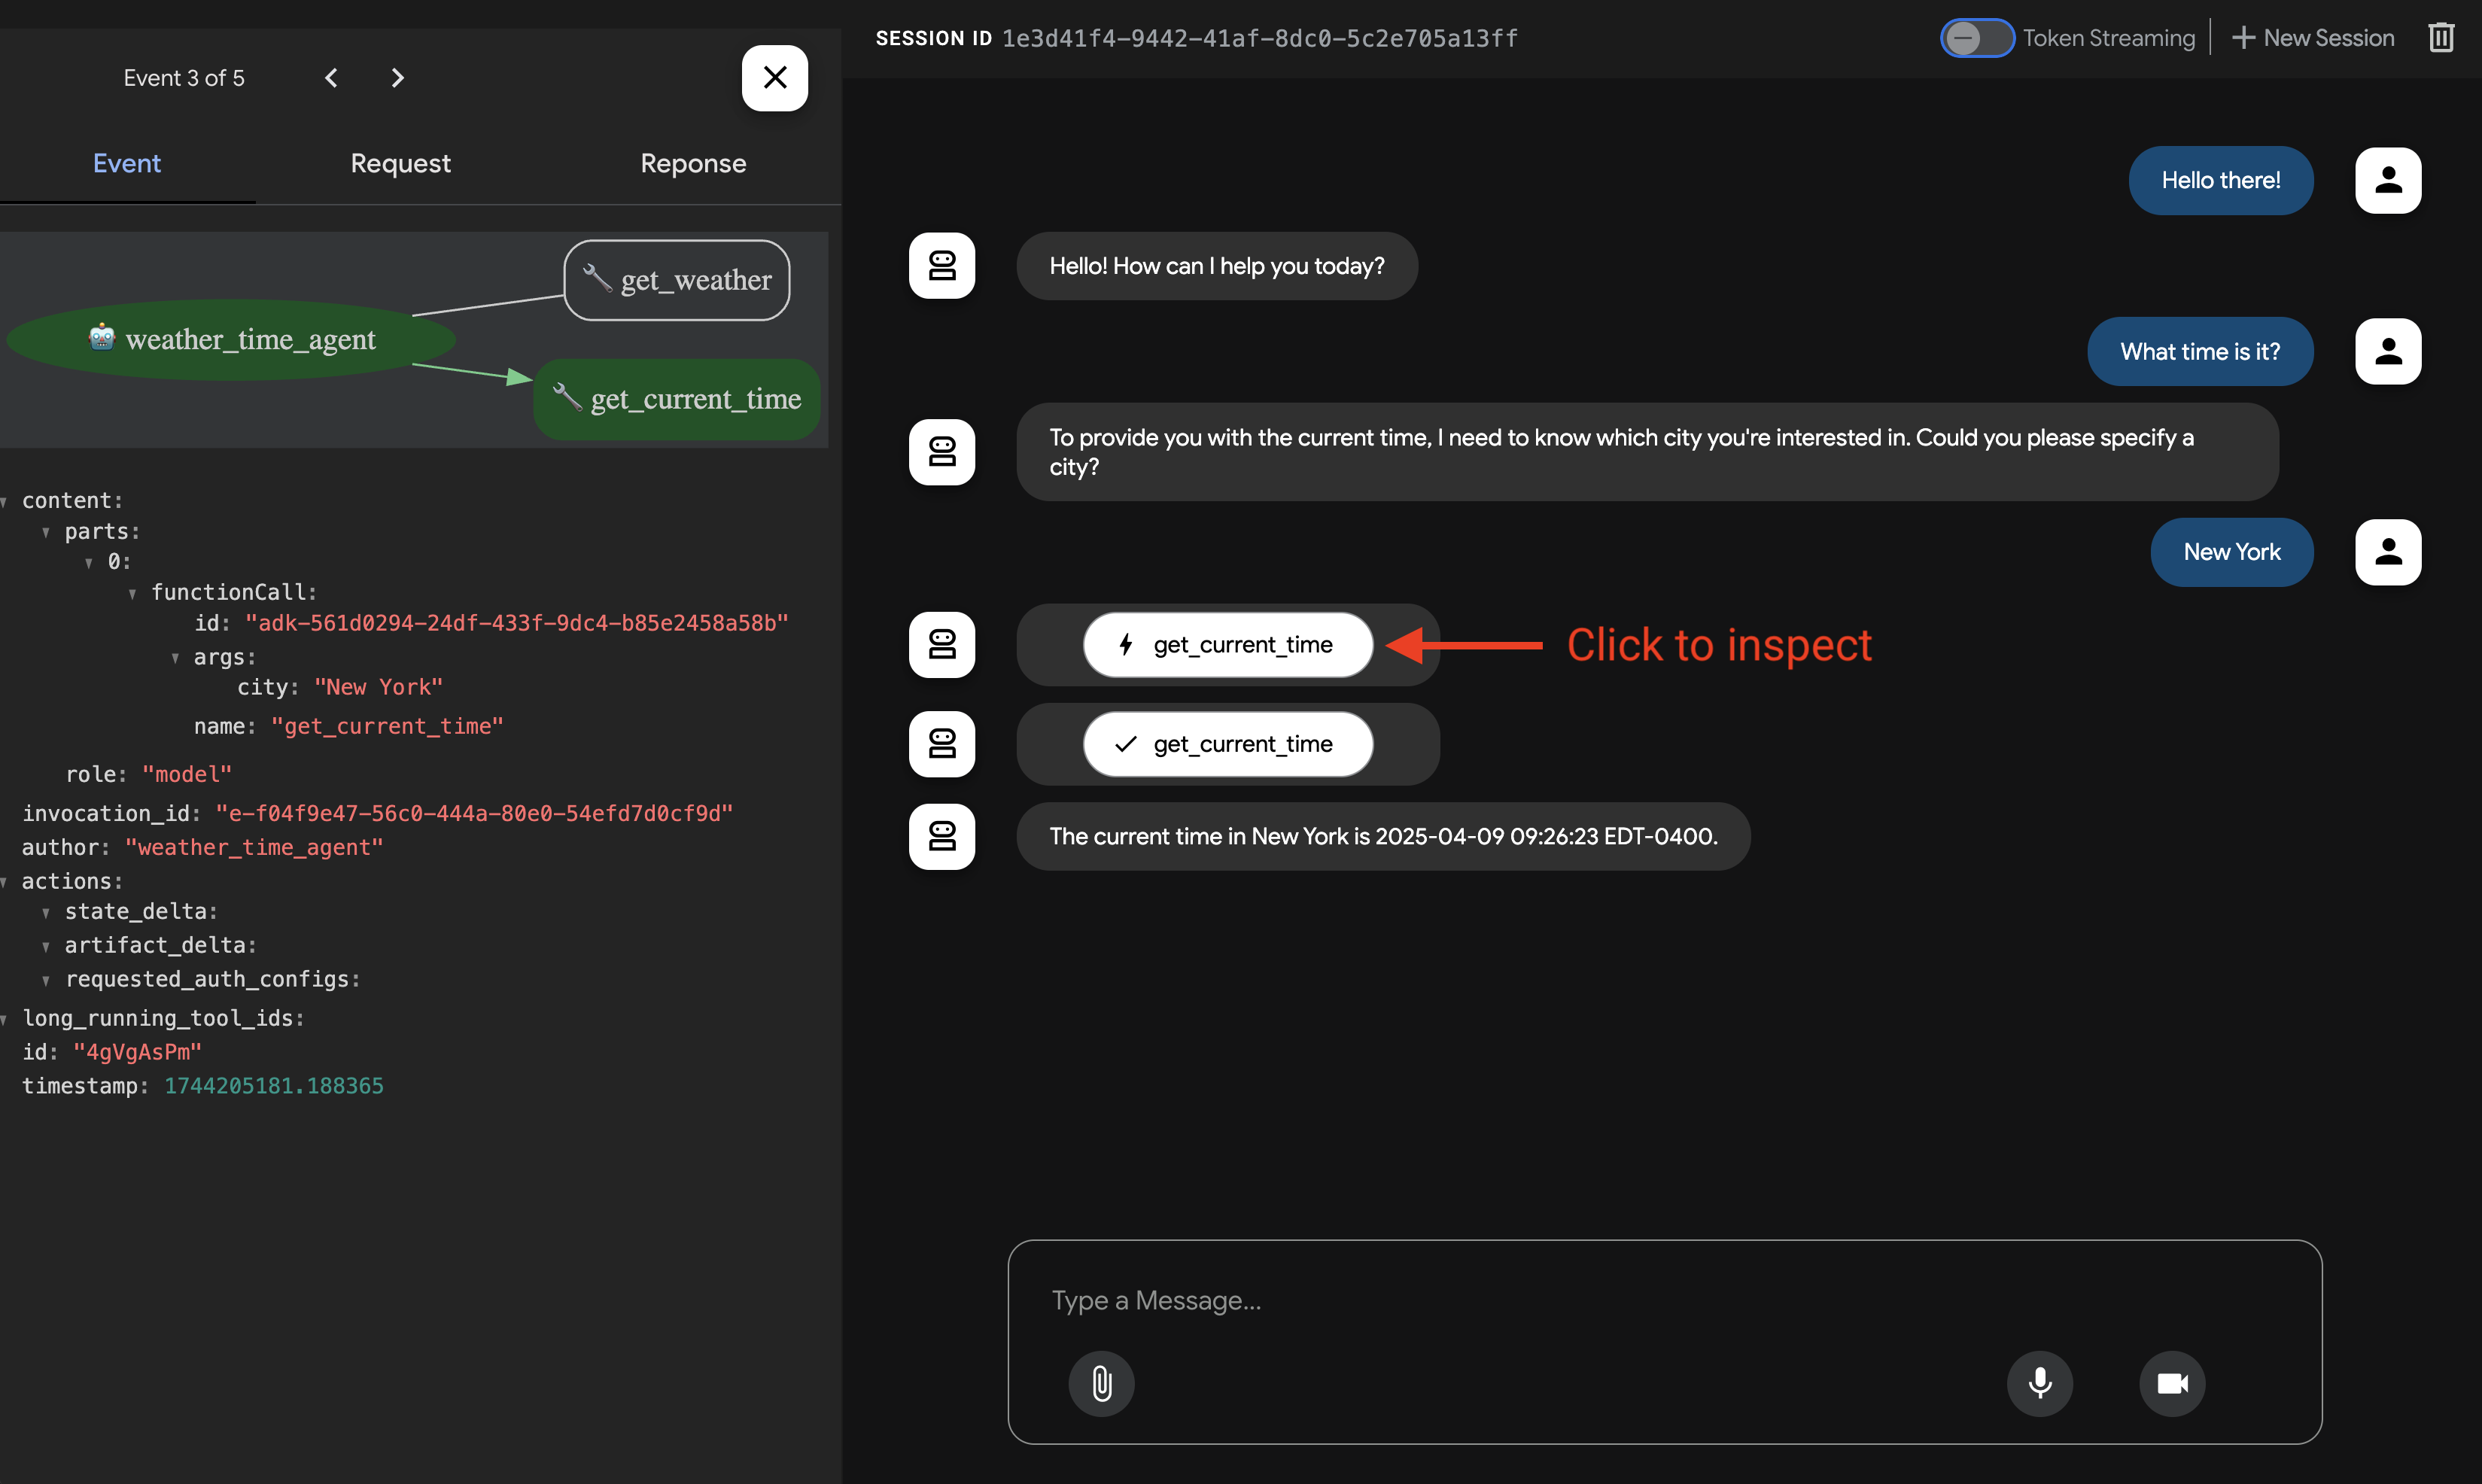 Event 3 of 5
Event Request Reponse
get_weather
weather_time_agent
get_current_time
content:
parts:
0:
functionCall:
id: "adk-561d0294-24df-433f-9dc4-b85e2458a58b"
args:
city: "New York"
name: "get_current_time"
role: "model"
invocation_id: "e-f04f9e47-56c0-444a-80e0-54efd7d0cf9d"
author: "weather_time_agent"
actions:
state_delta:
artifact_delta:
requested_auth_configs:
long_running_tool_ids:
id: "4gVgAsPm"
timestamp: 1744205181.188365
SESSION ID 1e3d41f4-9442-41af-8dc0-5c2e705a13ff
Token Streaming
New Session
Hello there!
Hello! How can I help you today?
What time is it?
To provide you with the current time, I need to know which city you're interested in. Could you please specify a
city?
New York
get_current_time
Click to inspect
get_current_time
The current time in New York is 2025-04-09 09:26:23 EDT-0400.
Type a Message...